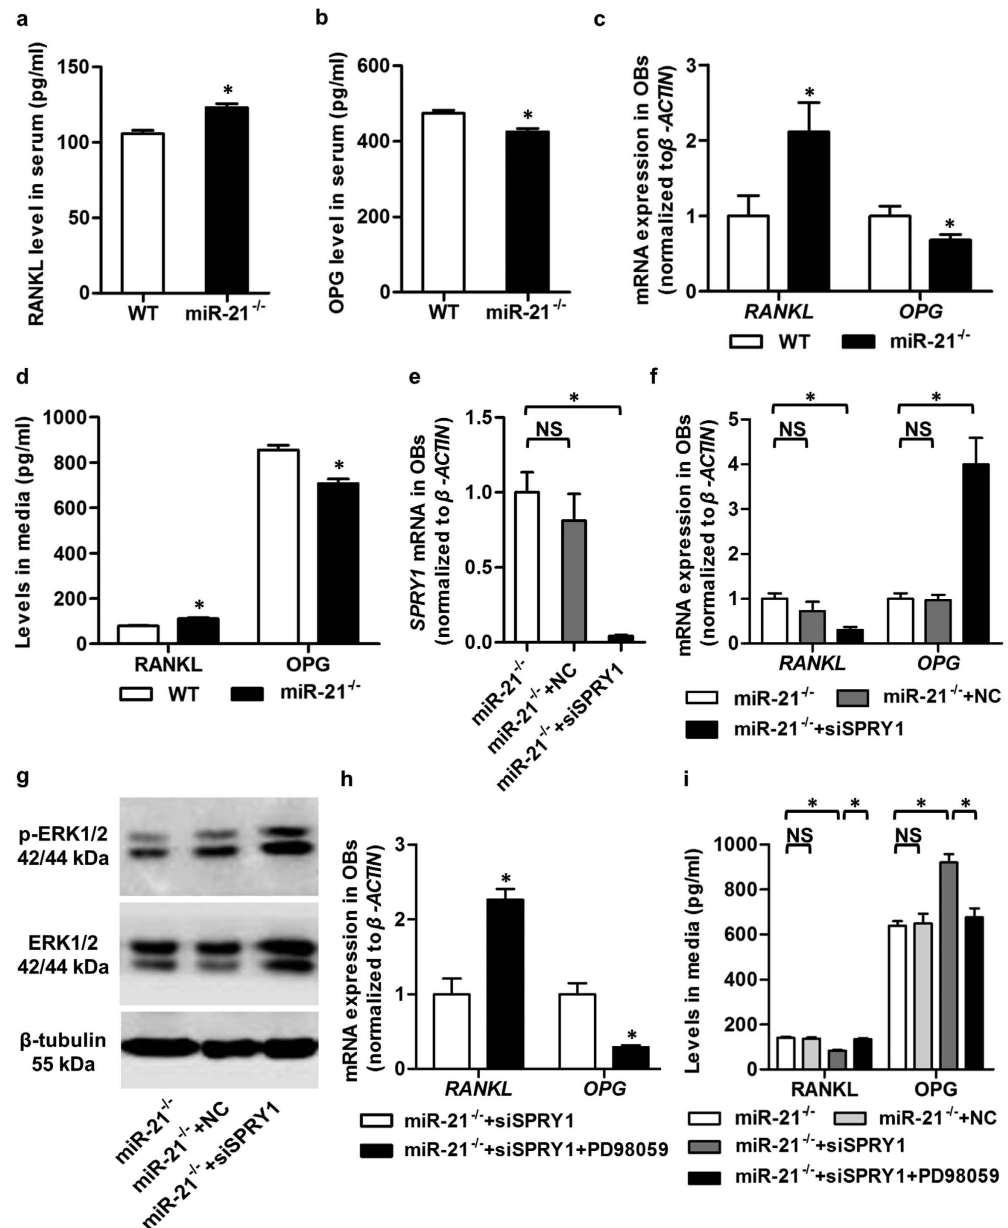 a
RANKL level in serum (pg/ml)
150
100
50
0
*
WT
miR-21-/-
b
OPG level in serum (pg/ml)
600
400
200
0
*
WT
miR-21-/-
c
mRNA expression in OBs
(normalized to β-ACTIN)
3
2
1
0
*
*
RANKL
OPG
WT
miR-21-/-
d
Levels in media (pg/ml)
1000
800
600
400
200
0
*
*
RANKL
OPG
WT
miR-21-/-
e
SPRY1 mRNA in OBs
(normalized to β-ACTIN)
1.5
1.0
0.5
0.0
*
NS
miR-21-/-
miR-21-/-+NC
miR-21-/-+siSPRY1
f
mRNA expression in OBs
(normalized to β-ACTIN)
5
4
3
2
1
0
*
NS
*
NS
RANKL
OPG
miR-21-/-
miR-21-/-+NC
miR-21-/-+siSPRY1
g
p-ERK1/2
42/44 kDa
ERK1/2
42/44 kDa
β-tubulin
55 kDa
miR-21-/-
miR-21-/-+NC
miR-21-/-+siSPRY1
h
mRNA expression in OBs
(normalized to β-ACTIN)
3
2
1
0
*
*
RANKL
OPG
miR-21-/-+siSPRY1
miR-21-/-+siSPRY1+PD98059
i
Levels in media (pg/ml)
1000
800
600
400
200
0
* *
NS
* *
NS
RANKL
OPG
miR-21-/-
miR-21-/-+NC
miR-21-/-+siSPRY1
miR-21-/-+siSPRY1+PD98059